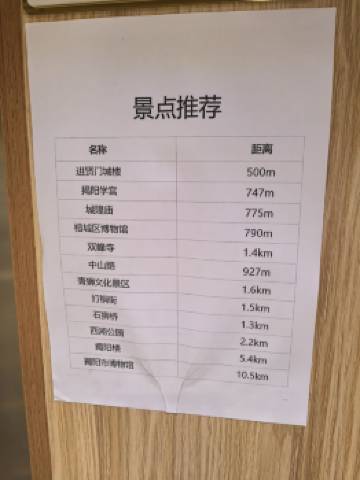 景点推荐
名称 距离
进贤门城楼 500m
揭阳学宫 747m
城隍庙 775m
榕城区博物馆 790m
双峰寺 1.4km
中山路 927m
青狮文化景区 1.6km
打铜街 1.5km
石狮桥 1.3km
西湖公园 2.2km
揭阳楼 5.4km
揭阳市博物馆 10.5km